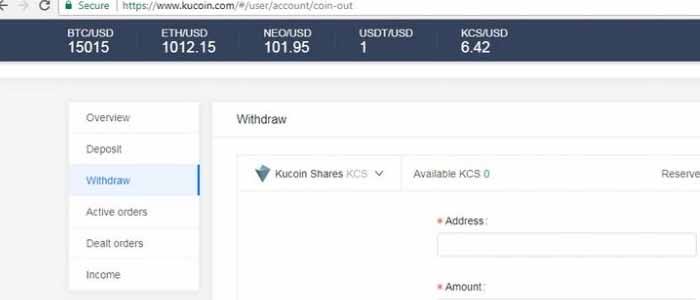 Secure https://www.kucoin.com/#/user/account/coin-out
BTC/USD ETH/USD NEO/USD USDT/USD KCS/USD
15015 1012.15 101.95 1 6.42
Overview
Withdraw
Deposit
Withdraw
Kucoin Shares KCS Available KCS 0 Reserve
Active orders
* Address:
Dealt orders
Income
* Amount: